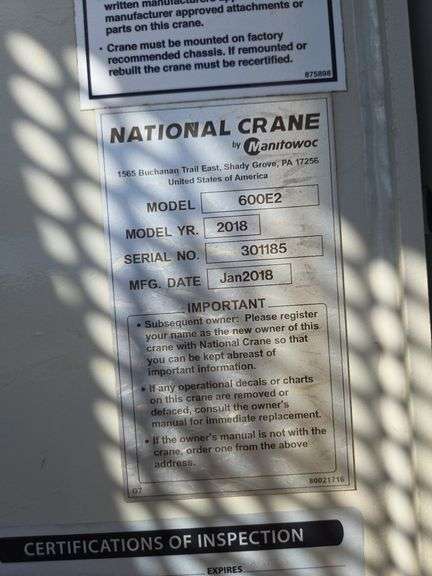 manufacturer approved attachments or
parts on this crane.
• Crane must be mounted on factory
recommended chassis. If remounted or
rebuilt the crane must be recertified.
875898
NATIONAL CRANE
by Manitowoc
1565 Buchanan Trail East, Shady Grove, PA 17256
United States of America
MODEL 600E2
MODEL YR. 2018
SERIAL NO. 301185
MFG. DATE Jan2018
IMPORTANT
• Subsequent owner: Please register
your name as the new owner of this
crane with National Crane so that
you can be kept abreast of
important information.
• If any operational decals or charts
on this crane are removed or
defaced, consult the owner's
manual for immediate replacement.
• If the owner's manual is not with the
crane, order one from the above
address.
07
80021716
CERTIFICATIONS OF INSPECTION
EXPIRES